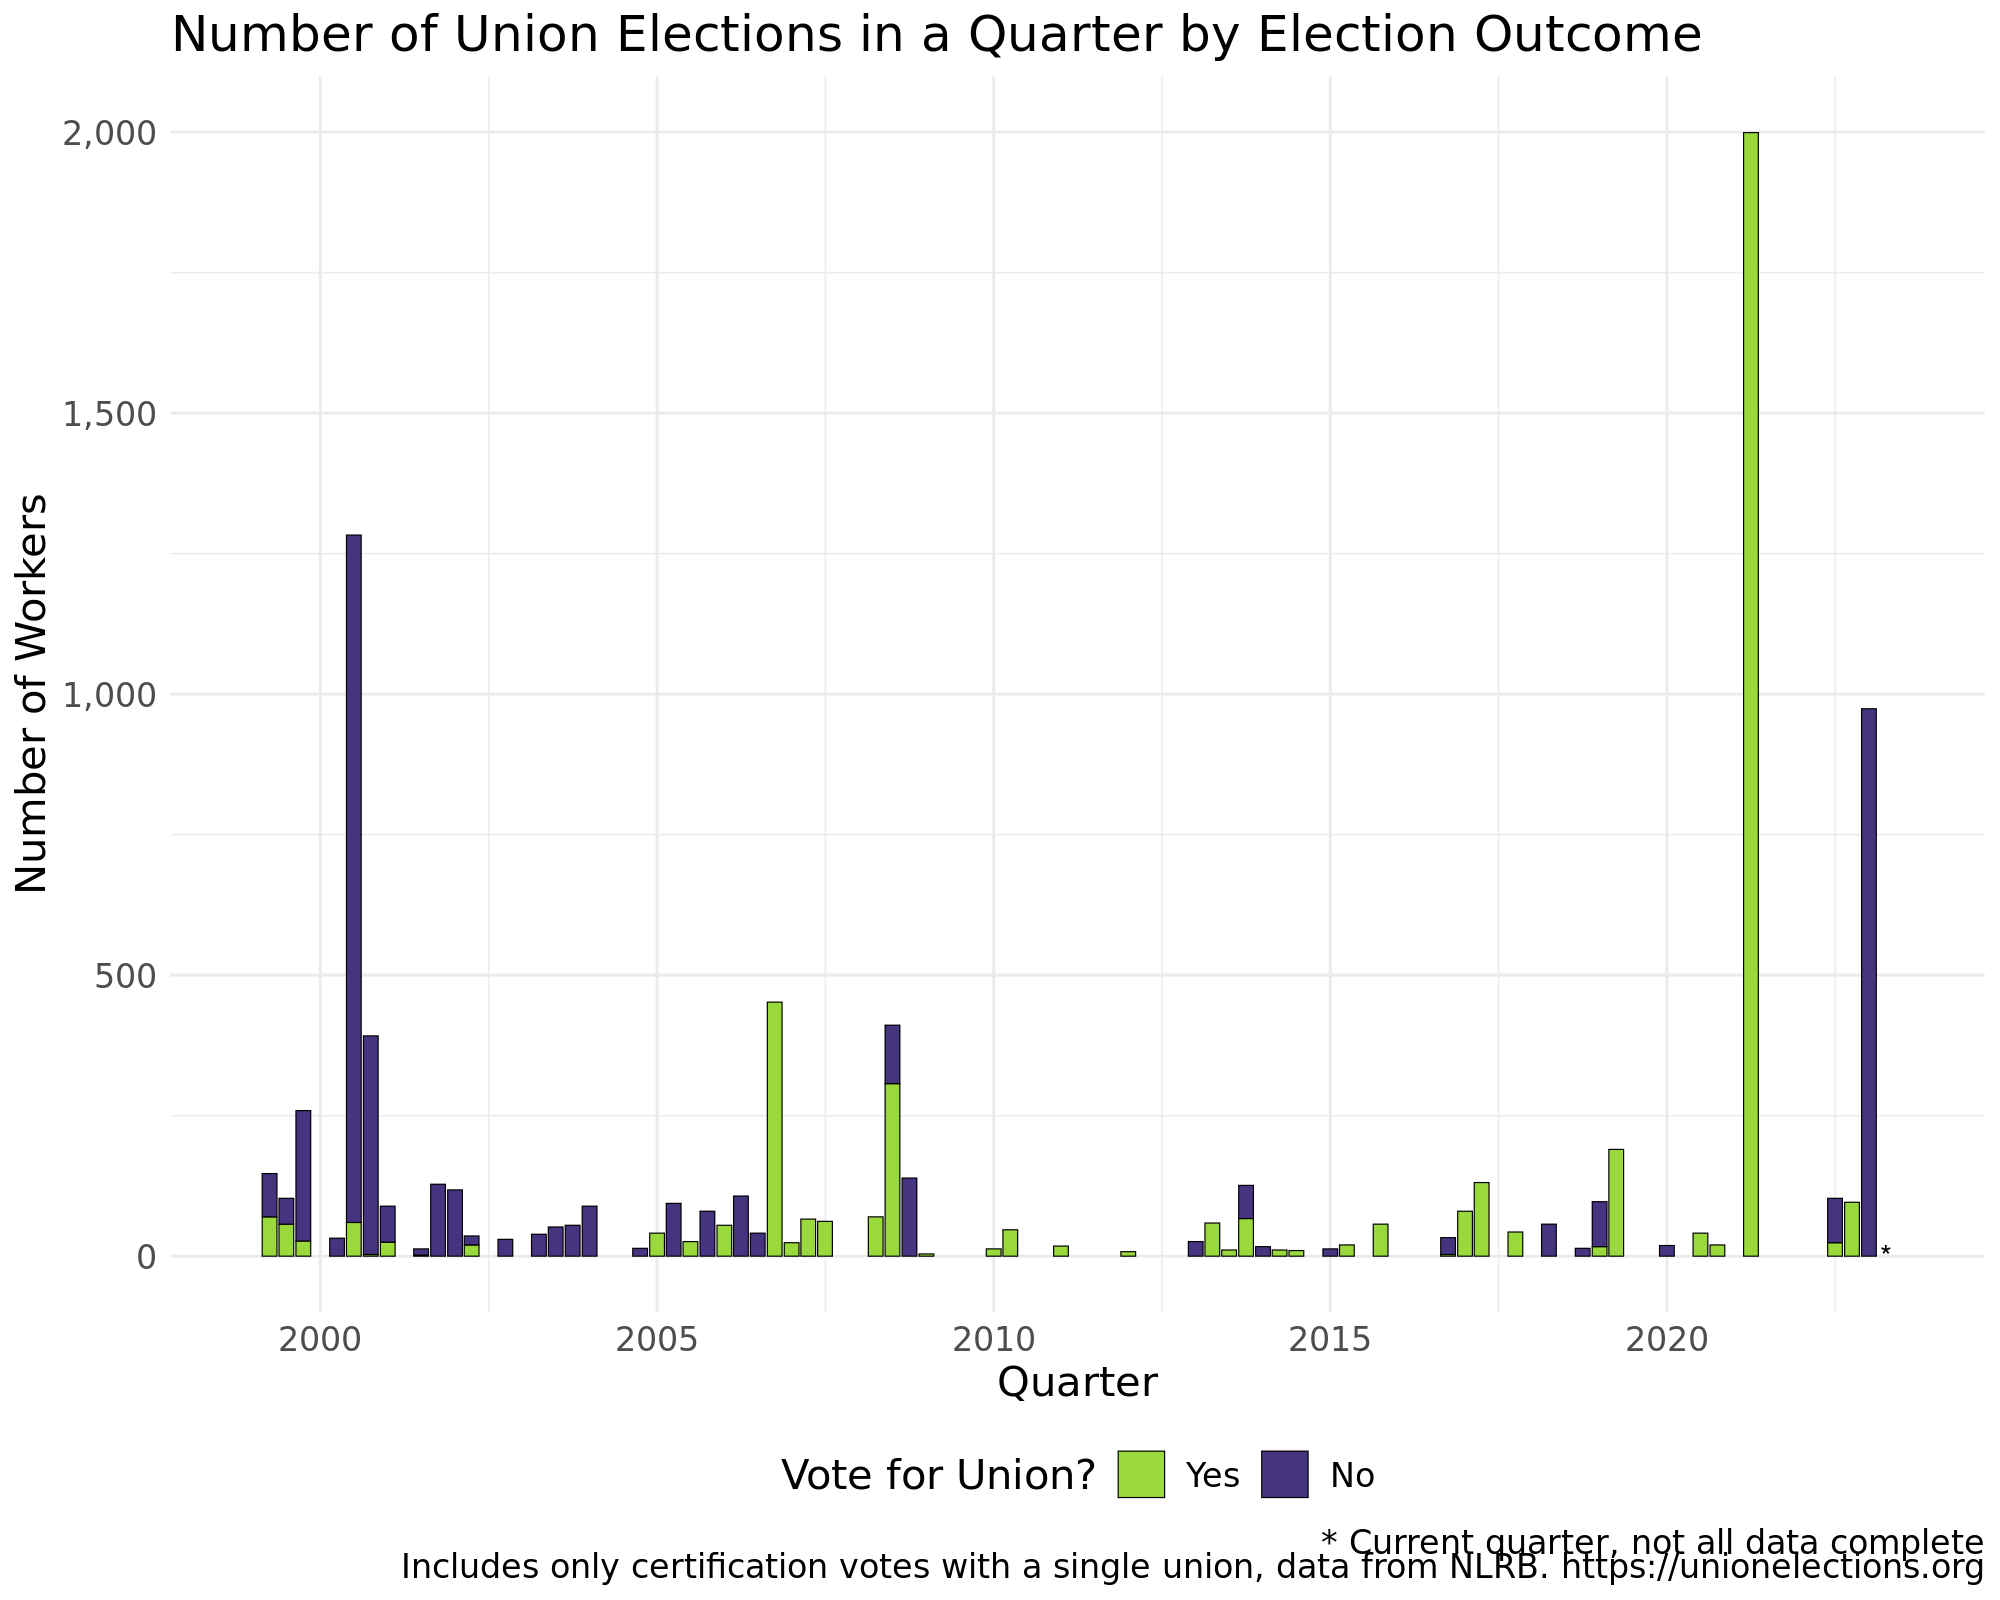 Number of Union Elections in a Quarter by Election Outcome
2,000
1,500
1,000
500
0
Number of Workers
*
2000 2005 2010 2015 2020
Quarter
Vote for Union? Yes No
* Current quarter, not all data complete
Includes only certification votes with a single union, data from NLRB. https://unionelections.org